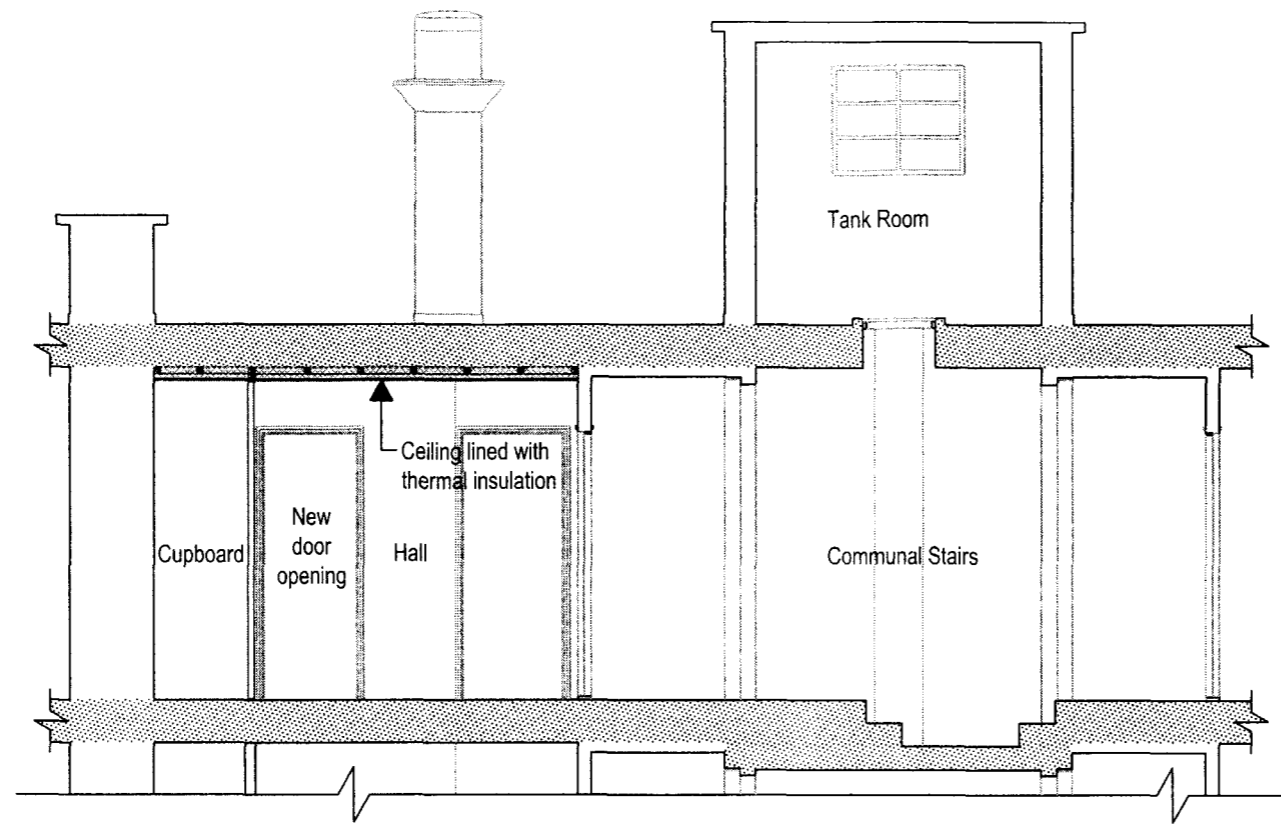 Tank Room
Ceiling lined with
thermal insulation
Cupboard
New
door
opening
Hall
Communal Stairs